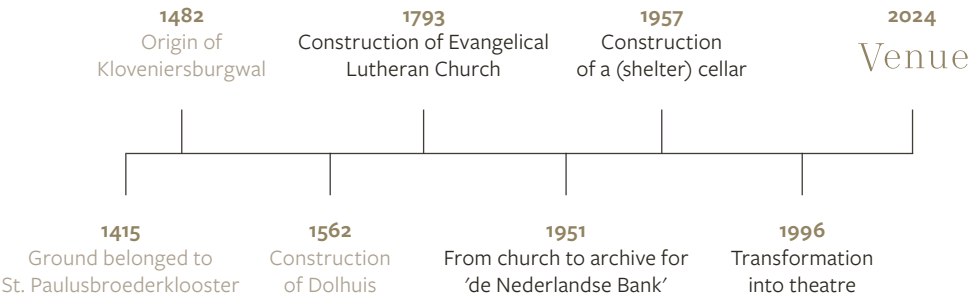 1482
Origin of
Kloveniersburgwal
1793
Construction of Evangelical
Lutheran Church
1957
Construction
of a (shelter) cellar
2024
Venue
1415
Ground belonged to
St. Paulusbroederklooster
1562
Construction
of Dolhuis
1951
From church to archive for
'de Nederlandse Bank'
1996
Transformation
into theatre